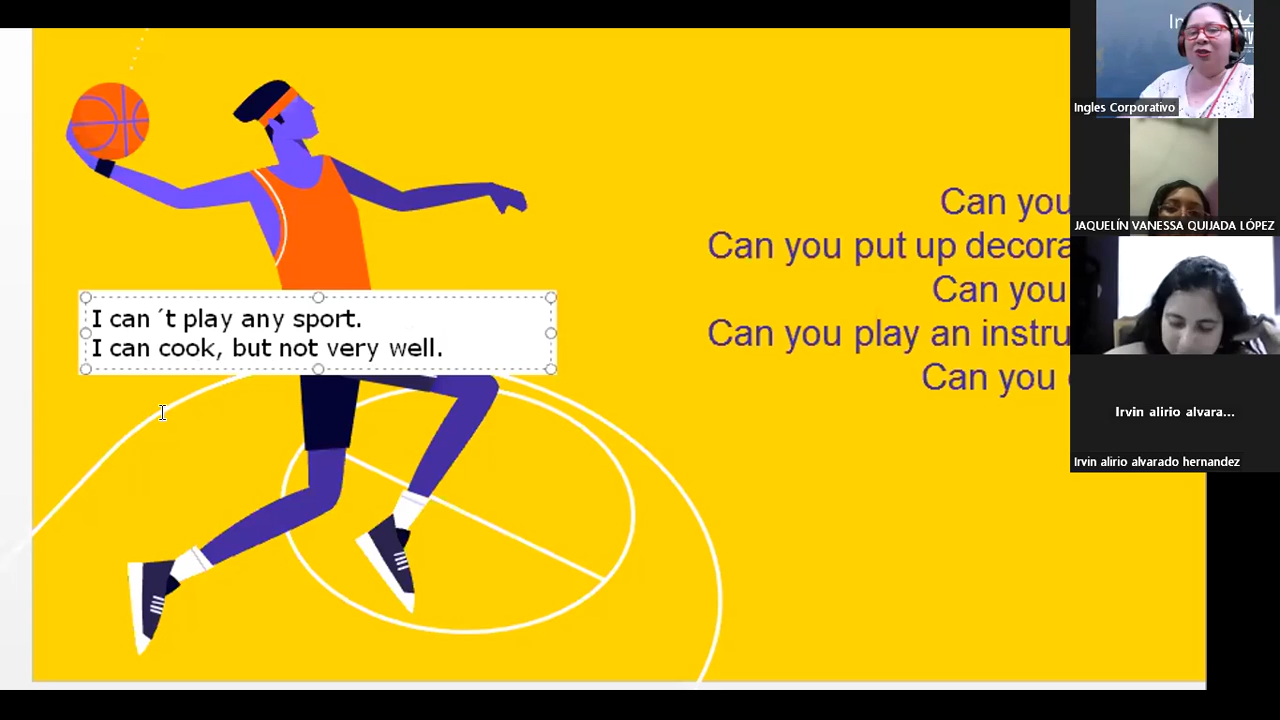 I can ´t play any sport.
I can cook, but not very well.
Can you
Can you put up decora
Can you
Can you play an instru
Can you
In
Ingles Corporativo
JAQUELÍN VANESSA QUIJADA LÓPEZ
Irvin alirio alvara...
Irvin alirio alvarado hernandez